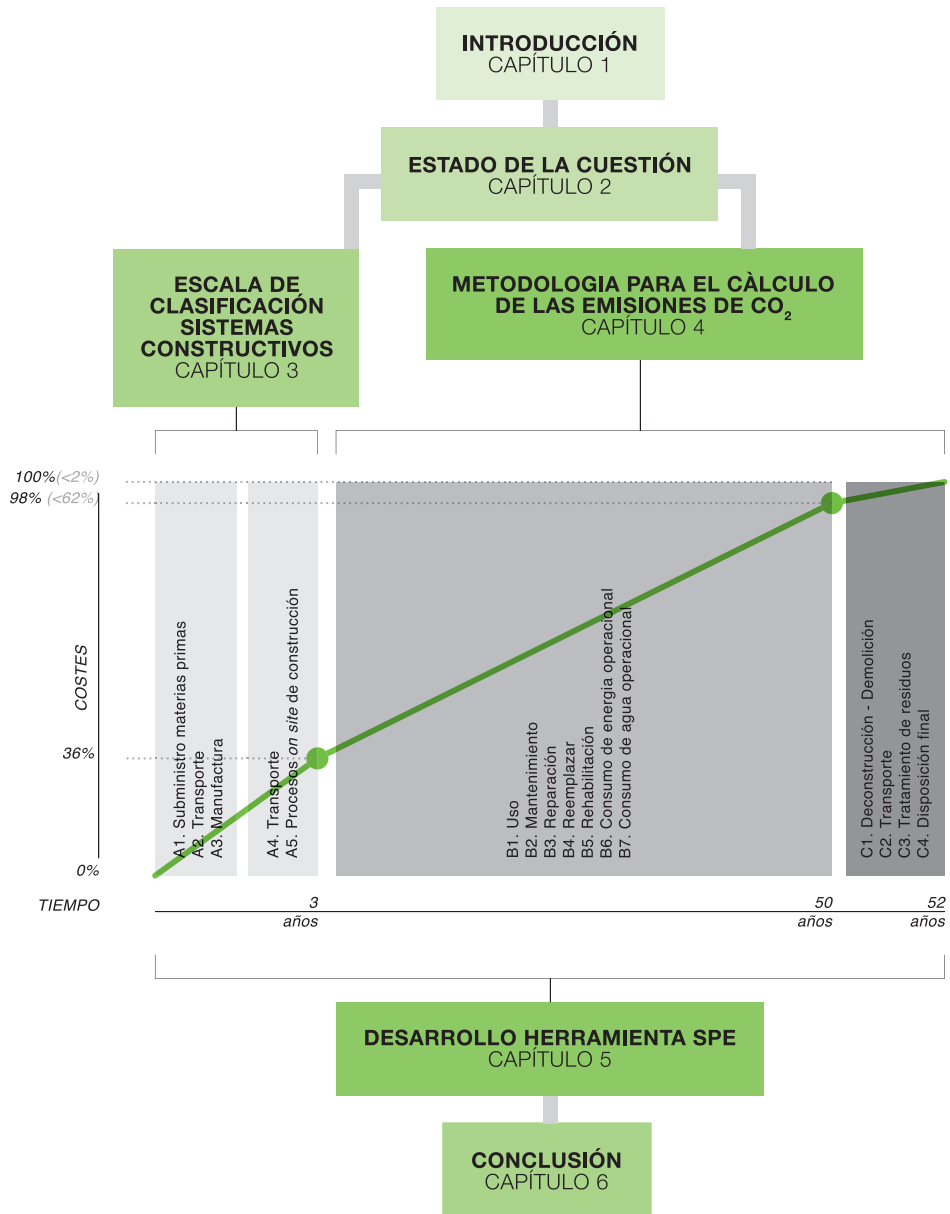 INTRODUCCIÓN
CAPÍTULO 1
ESTADO DE LA CUESTIÓN
CAPÍTULO 2
ESCALA DE
CLASIFICACIÓN
SISTEMAS
CONSTRUCTIVOS
CAPÍTULO 3
METODOLOGIA PARA EL CÀLCULO
DE LAS EMISIONES DE CO₂
CAPÍTULO 4
100%(<2%)
98% (<62%)
COSTES
36%
0%
A1. Subministro materias primas
A2. Transporte
A3. Manufactura
A4. Transporte
A5. Procesos on site de construcción
B1. Uso
B2. Mantenimiento
B3. Reparación
B4. Reemplazar
B5. Rehabilitación
B6. Consumo de energia operacional
B7. Consumo de agua operacional
C1. Deconstrucción - Demolición
C2. Transporte
C3. Tratamiento de residuos
C4. Disposición final
TIEMPO
3
años
50
años
52
años
DESARROLLO HERRAMIENTA SPE
CAPÍTULO 5
CONCLUSIÓN
CAPÍTULO 6